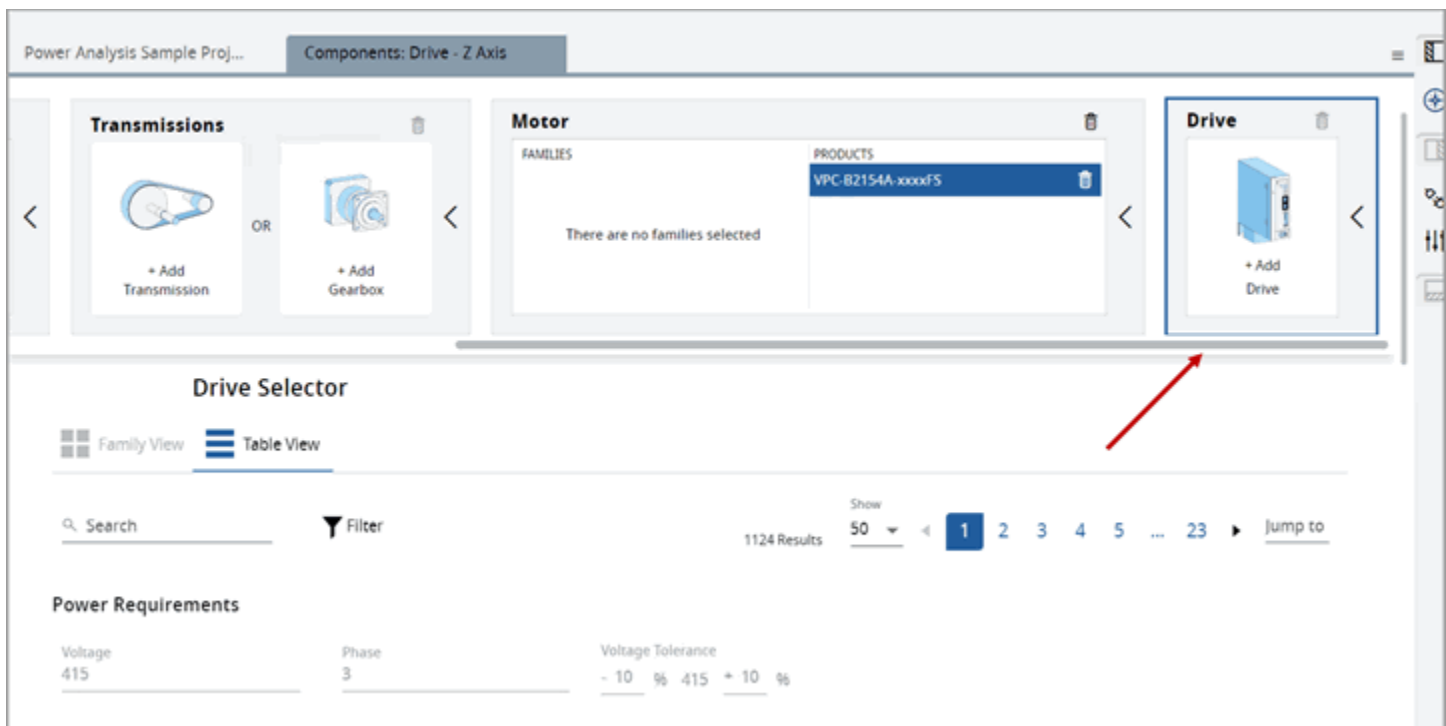 Power Analysis Sample Proj...
Components: Drive - Z Axis
Transmissions
+ Add
Transmission
OR
+ Add
Gearbox
Motor
FAMILIES
There are no families selected
PRODUCTS
VPC-B2154A-xxxxFS
Drive
+ Add
Drive
Drive Selector
Family View
Table View
Search
Filter
1124 Results
Show
50
1 2 3 4 5 ... 23
Jump to
Power Requirements
Voltage
415
Phase
3
Voltage Tolerance
- 10 % 415 + 10 %